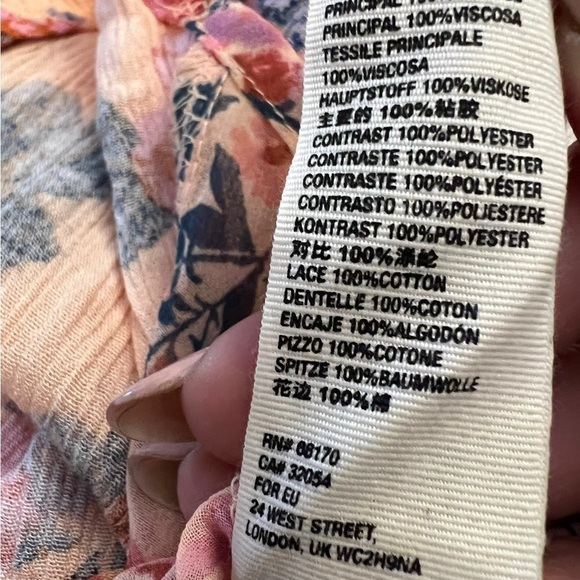 PRINCIPAL 100%
PRINCIPAL 100%VISCOSA
TESSILE PRINCIPALE
100%VISCOSA
HAUPTSTOFF 100%VISKOSE
主要的 100%粘胶
CONTRAST 100%POLYESTER
CONTRASTE 100%POLYESTER
CONTRASTE 100%POLYÉSTER
CONTRASTO 100%POLIESTERE
KONTRAST 100%POLYESTER
对比 100%涤纶
LACE 100%COTTON
DENTELLE 100%COTON
ENCAJE 100%ALGODÓN
PIZZO 100%COTONE
SPITZE 100%BAUMWOLLE
花边 100%棉
RN# 66170
CA# 32054
FOR EU
24 WEST STREET,
LONDON, UK WC2H9NA